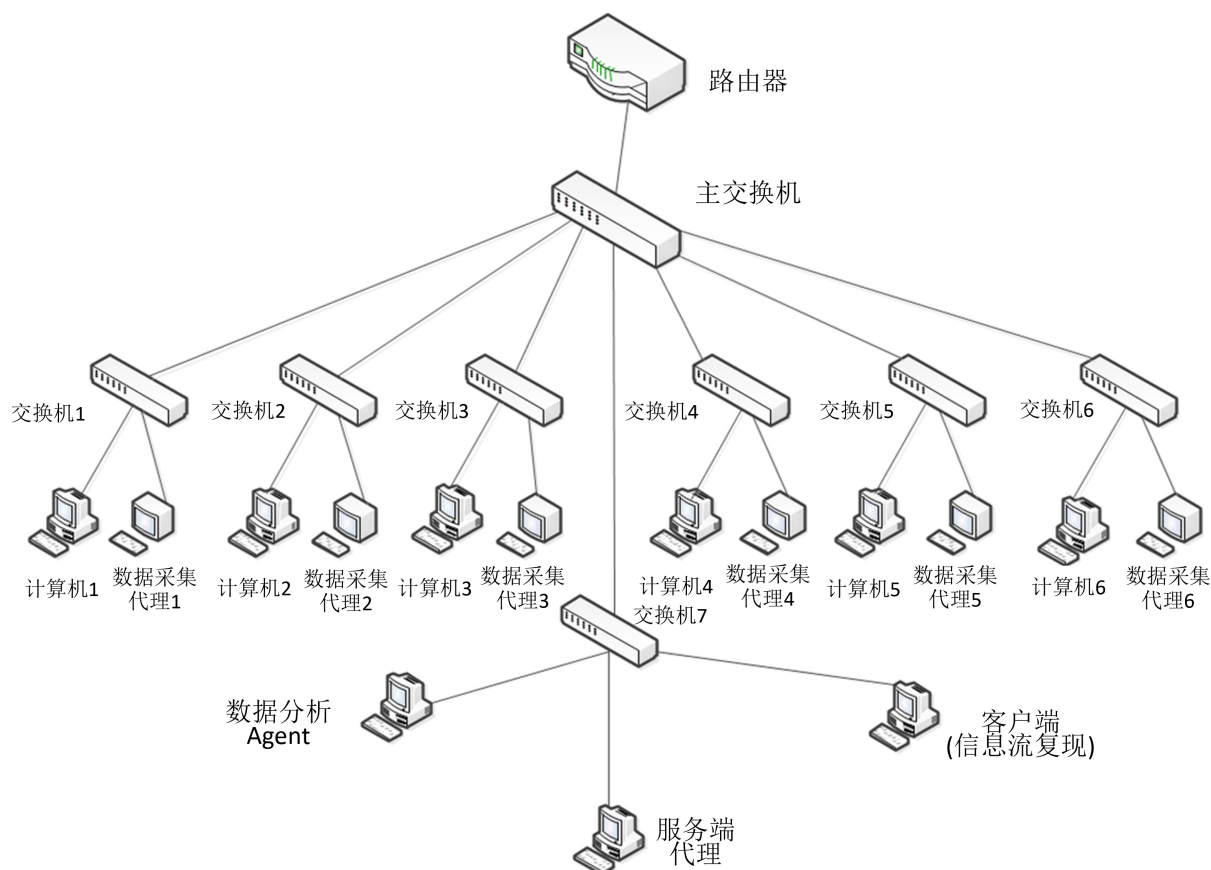 路由器
主交换机
交换机1
交换机2
交换机3
交换机4
交换机5
交换机6
计算机1
数据采集
代理1
计算机2
数据采集
代理2
计算机3
数据采集
代理3
计算机4
数据采集
代理4
计算机5
数据采集
代理5
计算机6
数据采集
代理6
交换机7
数据分析
Agent
客户端
(信息流复现)
服务端
代理